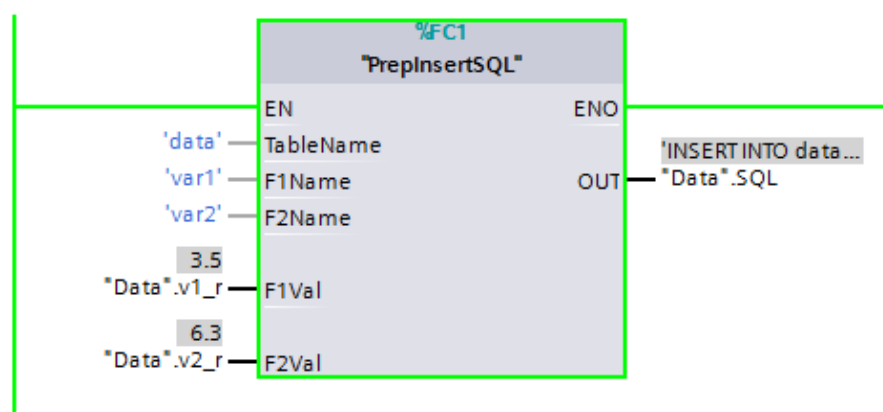 %FC1
"PrepInsertSQL"
EN ENO
'data' TableName 'INSERT INTO data...
'var1' F1Name OUT "Data".SQL
'var2' F2Name
3.5
"Data".v1_r F1Val
6.3
"Data".v2_r F2Val